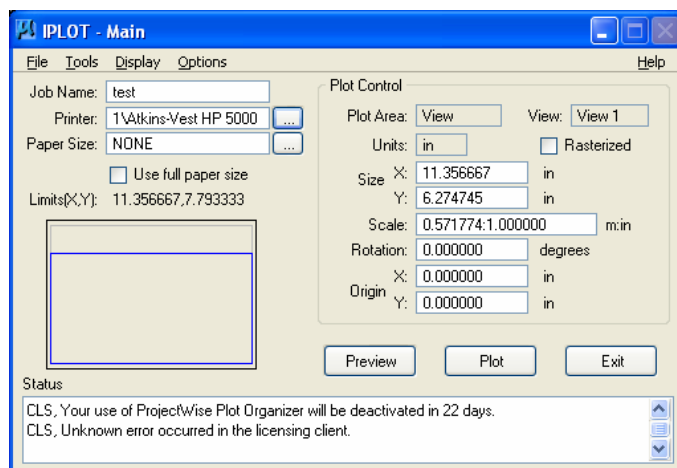 IPLOT - Main
File Tools Display Options Help
Job Name: test
Printer: 1\Atkins-Vest HP 5000 ...
Paper Size: NONE ...
Use full paper size
Limits(X,Y): 11.356667,7.793333
Plot Control
Plot Area: View View: View 1
Units: in Rasterized
Size X: 11.356667 in
Y: 6.274745 in
Scale: 0.571774:1.000000 m:in
Rotation: 0.000000 degrees
Origin X: 0.000000 in
Y: 0.000000 in
Preview Plot Exit
Status
CLS, Your use of ProjectWise Plot Organizer will be deactivated in 22 days.
CLS, Unknown error occurred in the licensing client.